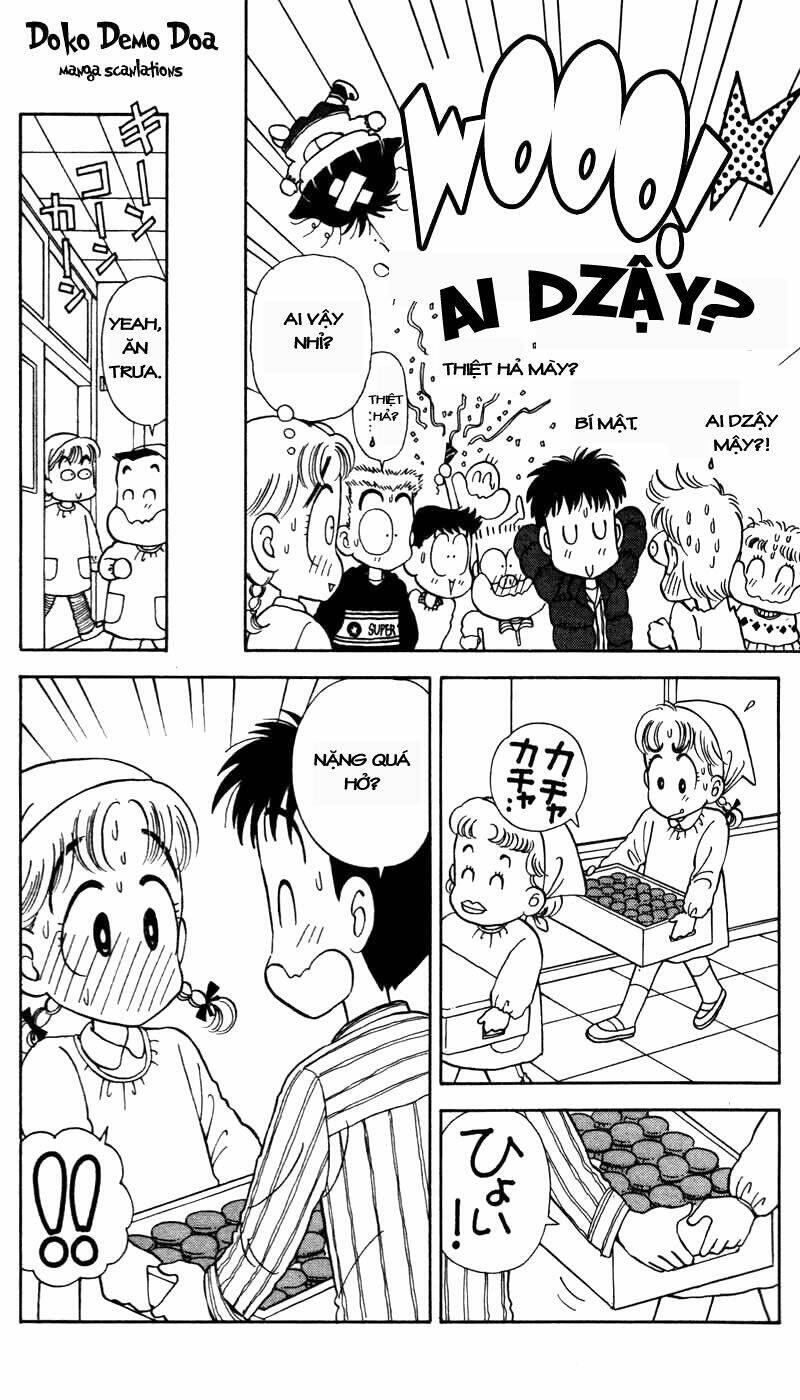 Doko Demo Doa
manga scanlations
WOOO!
AI DZẬY?
AI VẬY
NHỈ?
THIỆT
HẢ?
THIỆT HẢ MÀY?
BÍ MẬT.
AI DZẬY
MẬY?!
SUPER
キーン
コーン
カーン
YEAH,
ĂN
TRƯA.
カチャ
カチャ
NẶNG QUÁ
HỞ?
!!
ひょい!